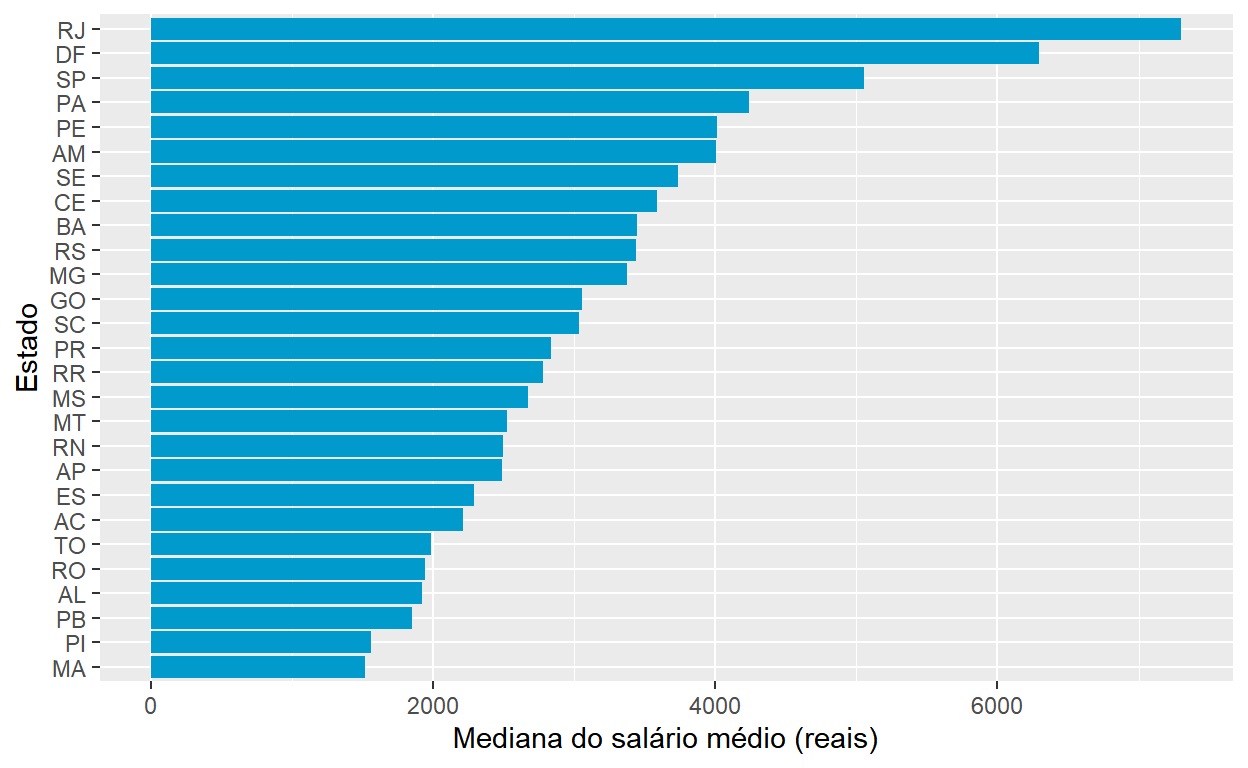 RJ
DF
SP
PA
PE
AM
SE
CE
BA
RS
MG
GO
SC
PR
RR
MS
MT
RN
AP
ES
AC
TO
RO
AL
PB
PI
MA
Estado
0 2000 4000 6000
Mediana do salário médio (reais)